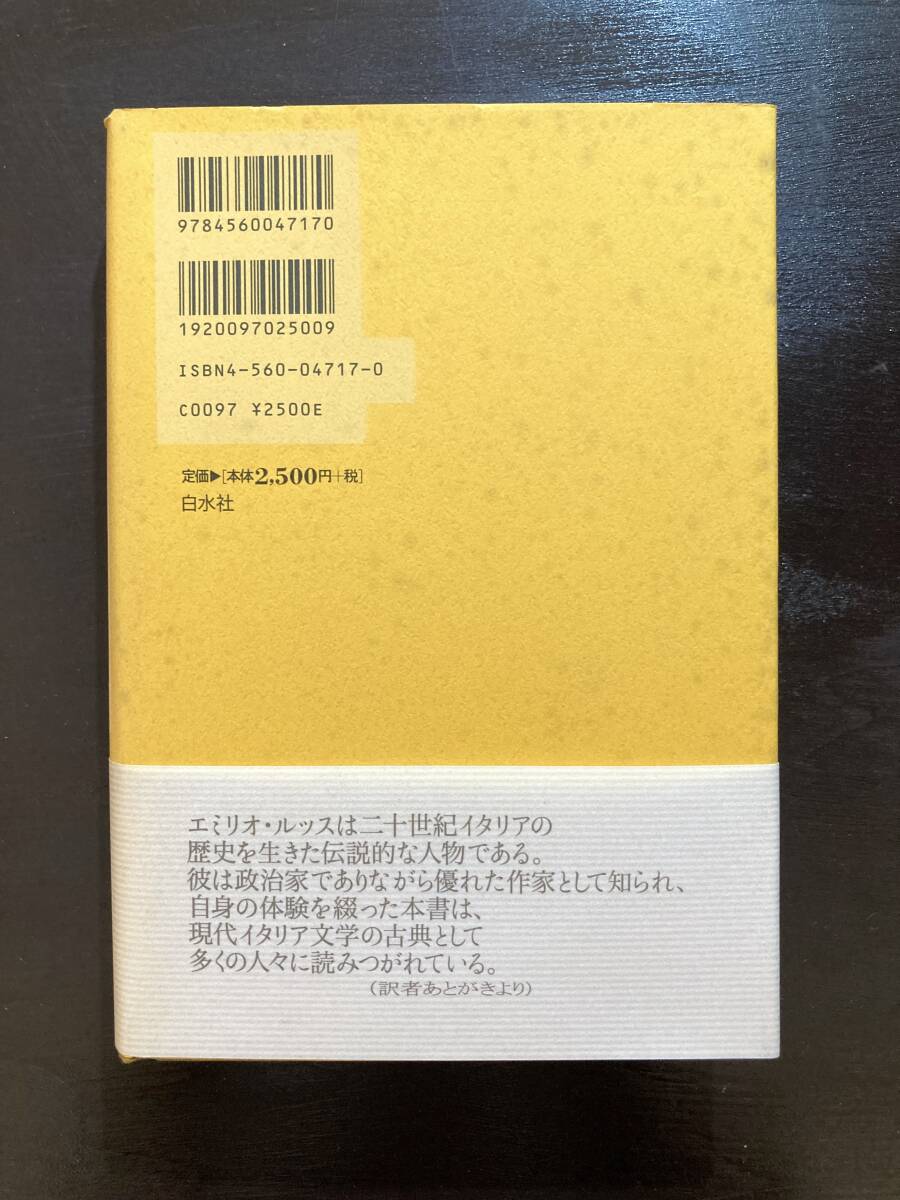 9784560047170
1920097025009
ISBN4-560-04717-0
C0097 ¥2500E
定価▶[本体2,500円+税]
白水社
エミリオ・ルッスは二十世紀イタリアの
歴史を生きた伝説的な人物である。
彼は政治家でありながら優れた作家として知られ、
自身の体験を綴った本書は、
現代イタリア文学の古典として
多くの人々に読みつがれている。
(訳者あとがきより)